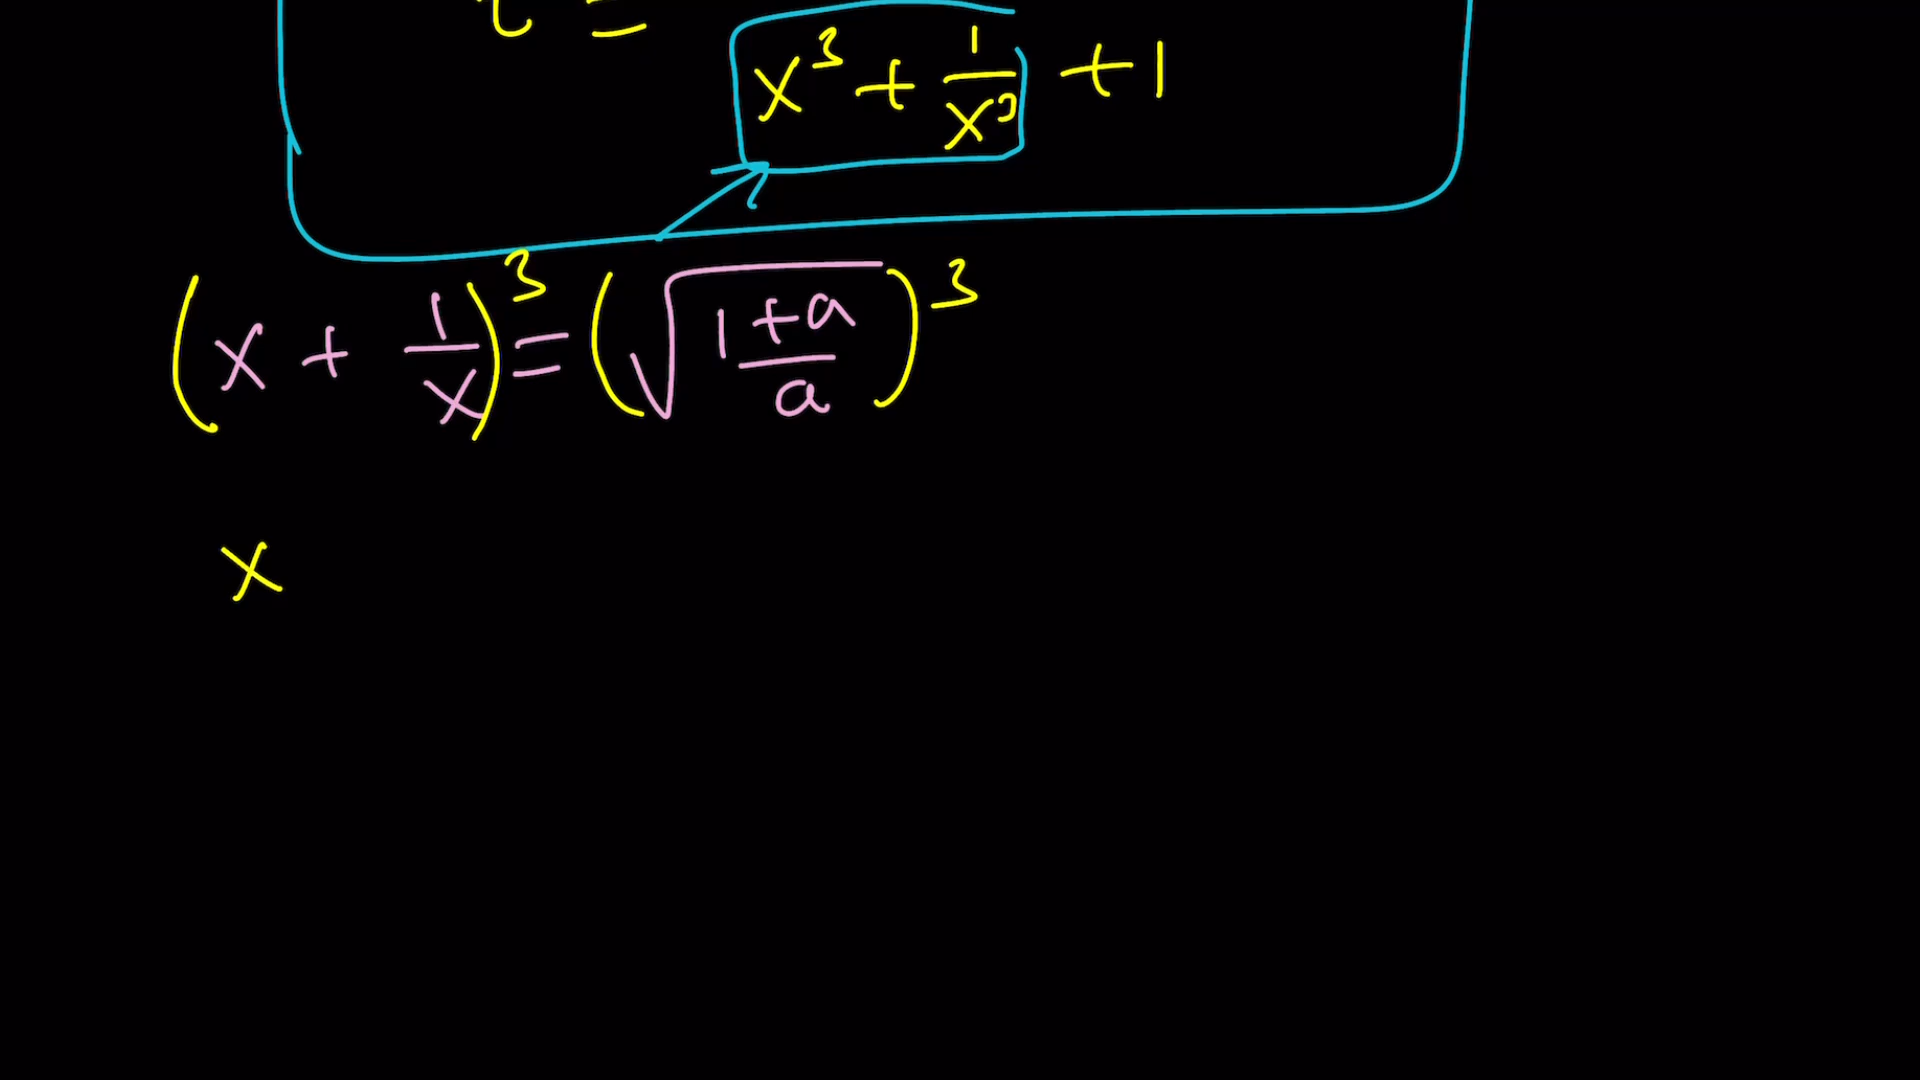 x³ + 1/x³ + 1
(x + 1/x)³ = (√((1+a)/a))³
x